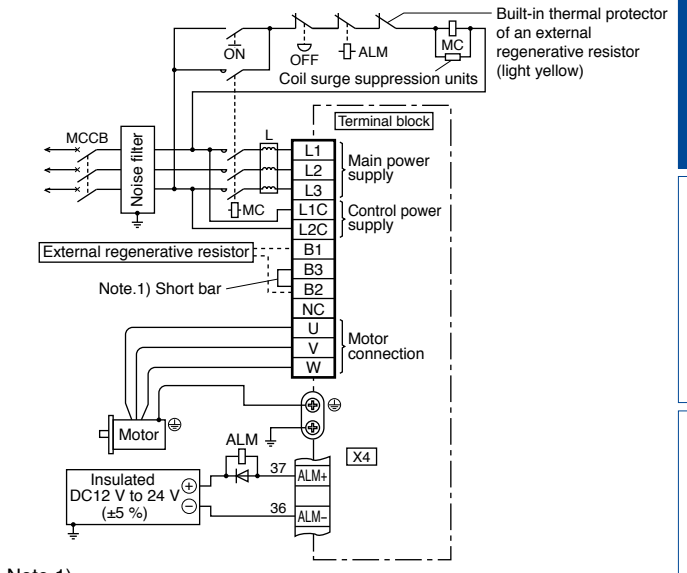 Built-in thermal protector
of an external
regenerative resistor
(light yellow)
ON
OFF
ALM
MC
Coil surge suppression units
Terminal block
MCCB
Noise filter
L
L1
L2
L3
Main power
supply
MC
L1C
L2C
Control power
supply
External regenerative resistor
B1
B3
Note.1) Short bar
B2
NC
U
V
W
Motor
connection
Motor
ALM
X4
Insulated
DC12 V to 24 V
(±5 %)
+
−
37
ALM+
36
ALM−
Note 1)